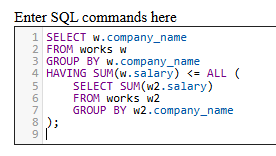 Enter SQL commands here
1 SELECT w.company_name
2 FROM works w
3 GROUP BY w.company_name
4 HAVING SUM(w.salary) <= ALL (
5     SELECT SUM(w2.salary)
6     FROM works w2
7     GROUP BY w2.company_name
8 );
9